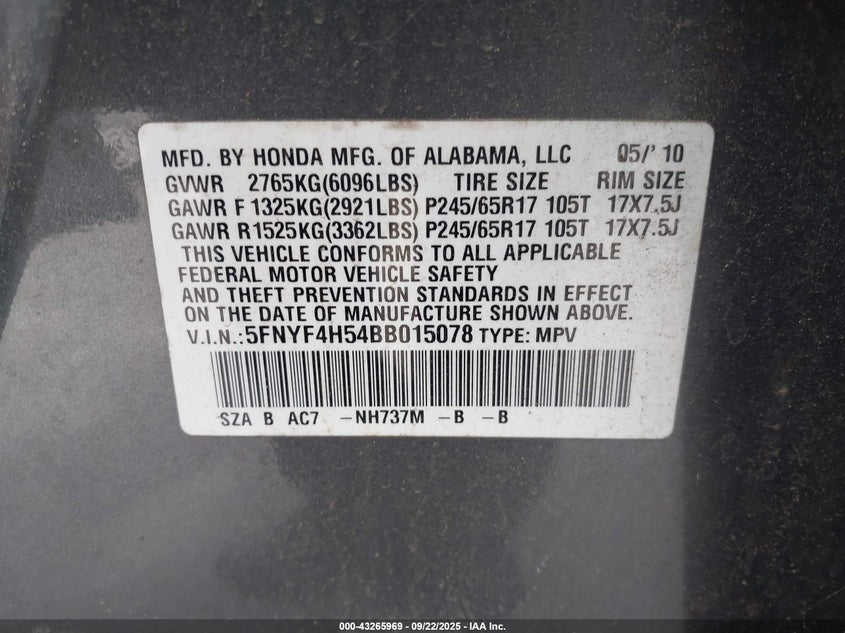 MFD. BY HONDA MFG. OF ALABAMA, LLC 05/' 10
GVWR 2765KG(6096LBS) TIRE SIZE RIM SIZE
GAWR F 1325KG(2921LBS) P245/65R17 105T 17X7.5J
GAWR R1525KG(3362LBS) P245/65R17 105T 17X7.5J
THIS VEHICLE CONFORMS TO ALL APPLICABLE
FEDERAL MOTOR VEHICLE SAFETY
AND THEFT PREVENTION STANDARDS IN EFFECT
ON THE DATE OF MANUFACTURE SHOWN ABOVE.
V.I.N.:5FNYF4H54BB015078 TYPE: MPV
SZA B AC7 -NH737M -B -B
000-43265969 - 09/22/2025 - IAA Inc.